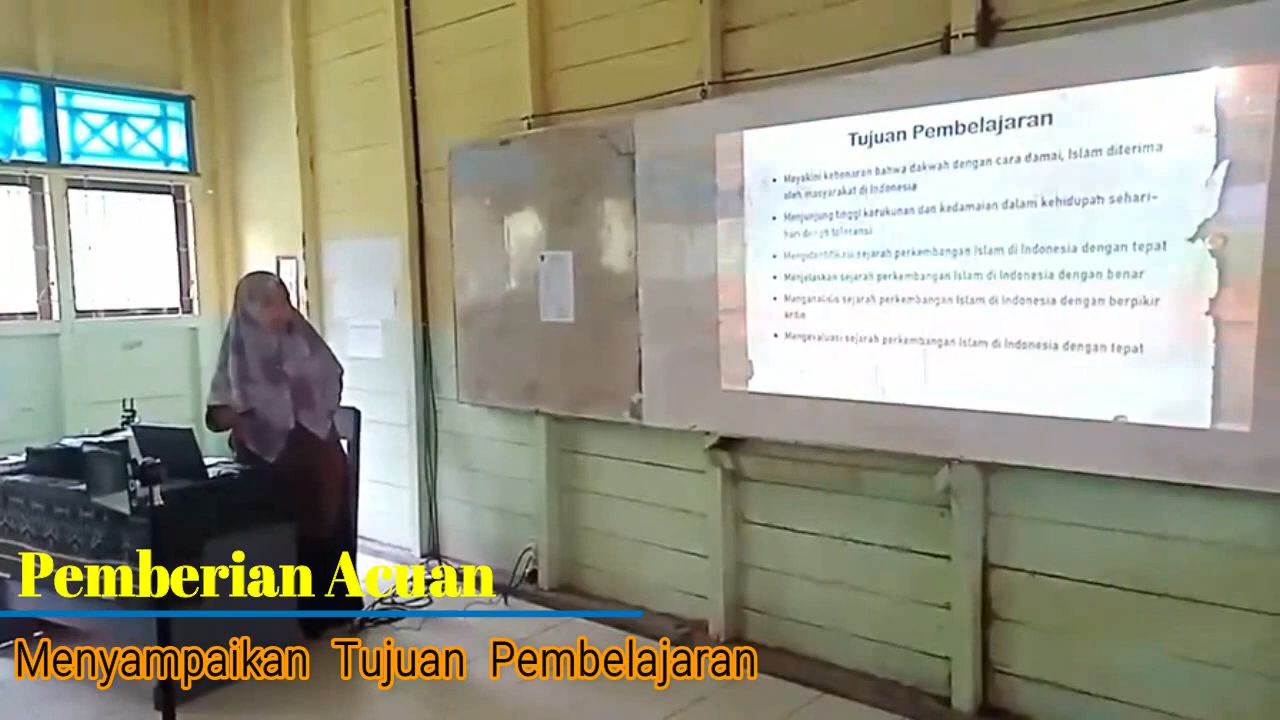 Tujuan Pembelajaran
• Meyakini kebenaran bahwa dakwah dengan cara damai, Islam diterima
oleh masyarakat di Indonesia
• Menjunjung tinggi kerukunan dan kedamaian dalam kehidupan sehari-
hari toleransi
• Mengidentifikasi sejarah perkembangan Islam di Indonesia dengan tepat
• Menjelaskan sejarah perkembangan Islam di Indonesia dengan benar
• Menganalisis sejarah perkembangan Islam di Indonesia dengan berpikir
• Mengevaluasi sejarah perkembangan Islam di Indonesia dengan tepat
Pemberian Acuan
Menyampaikan Tujuan Pembelajaran